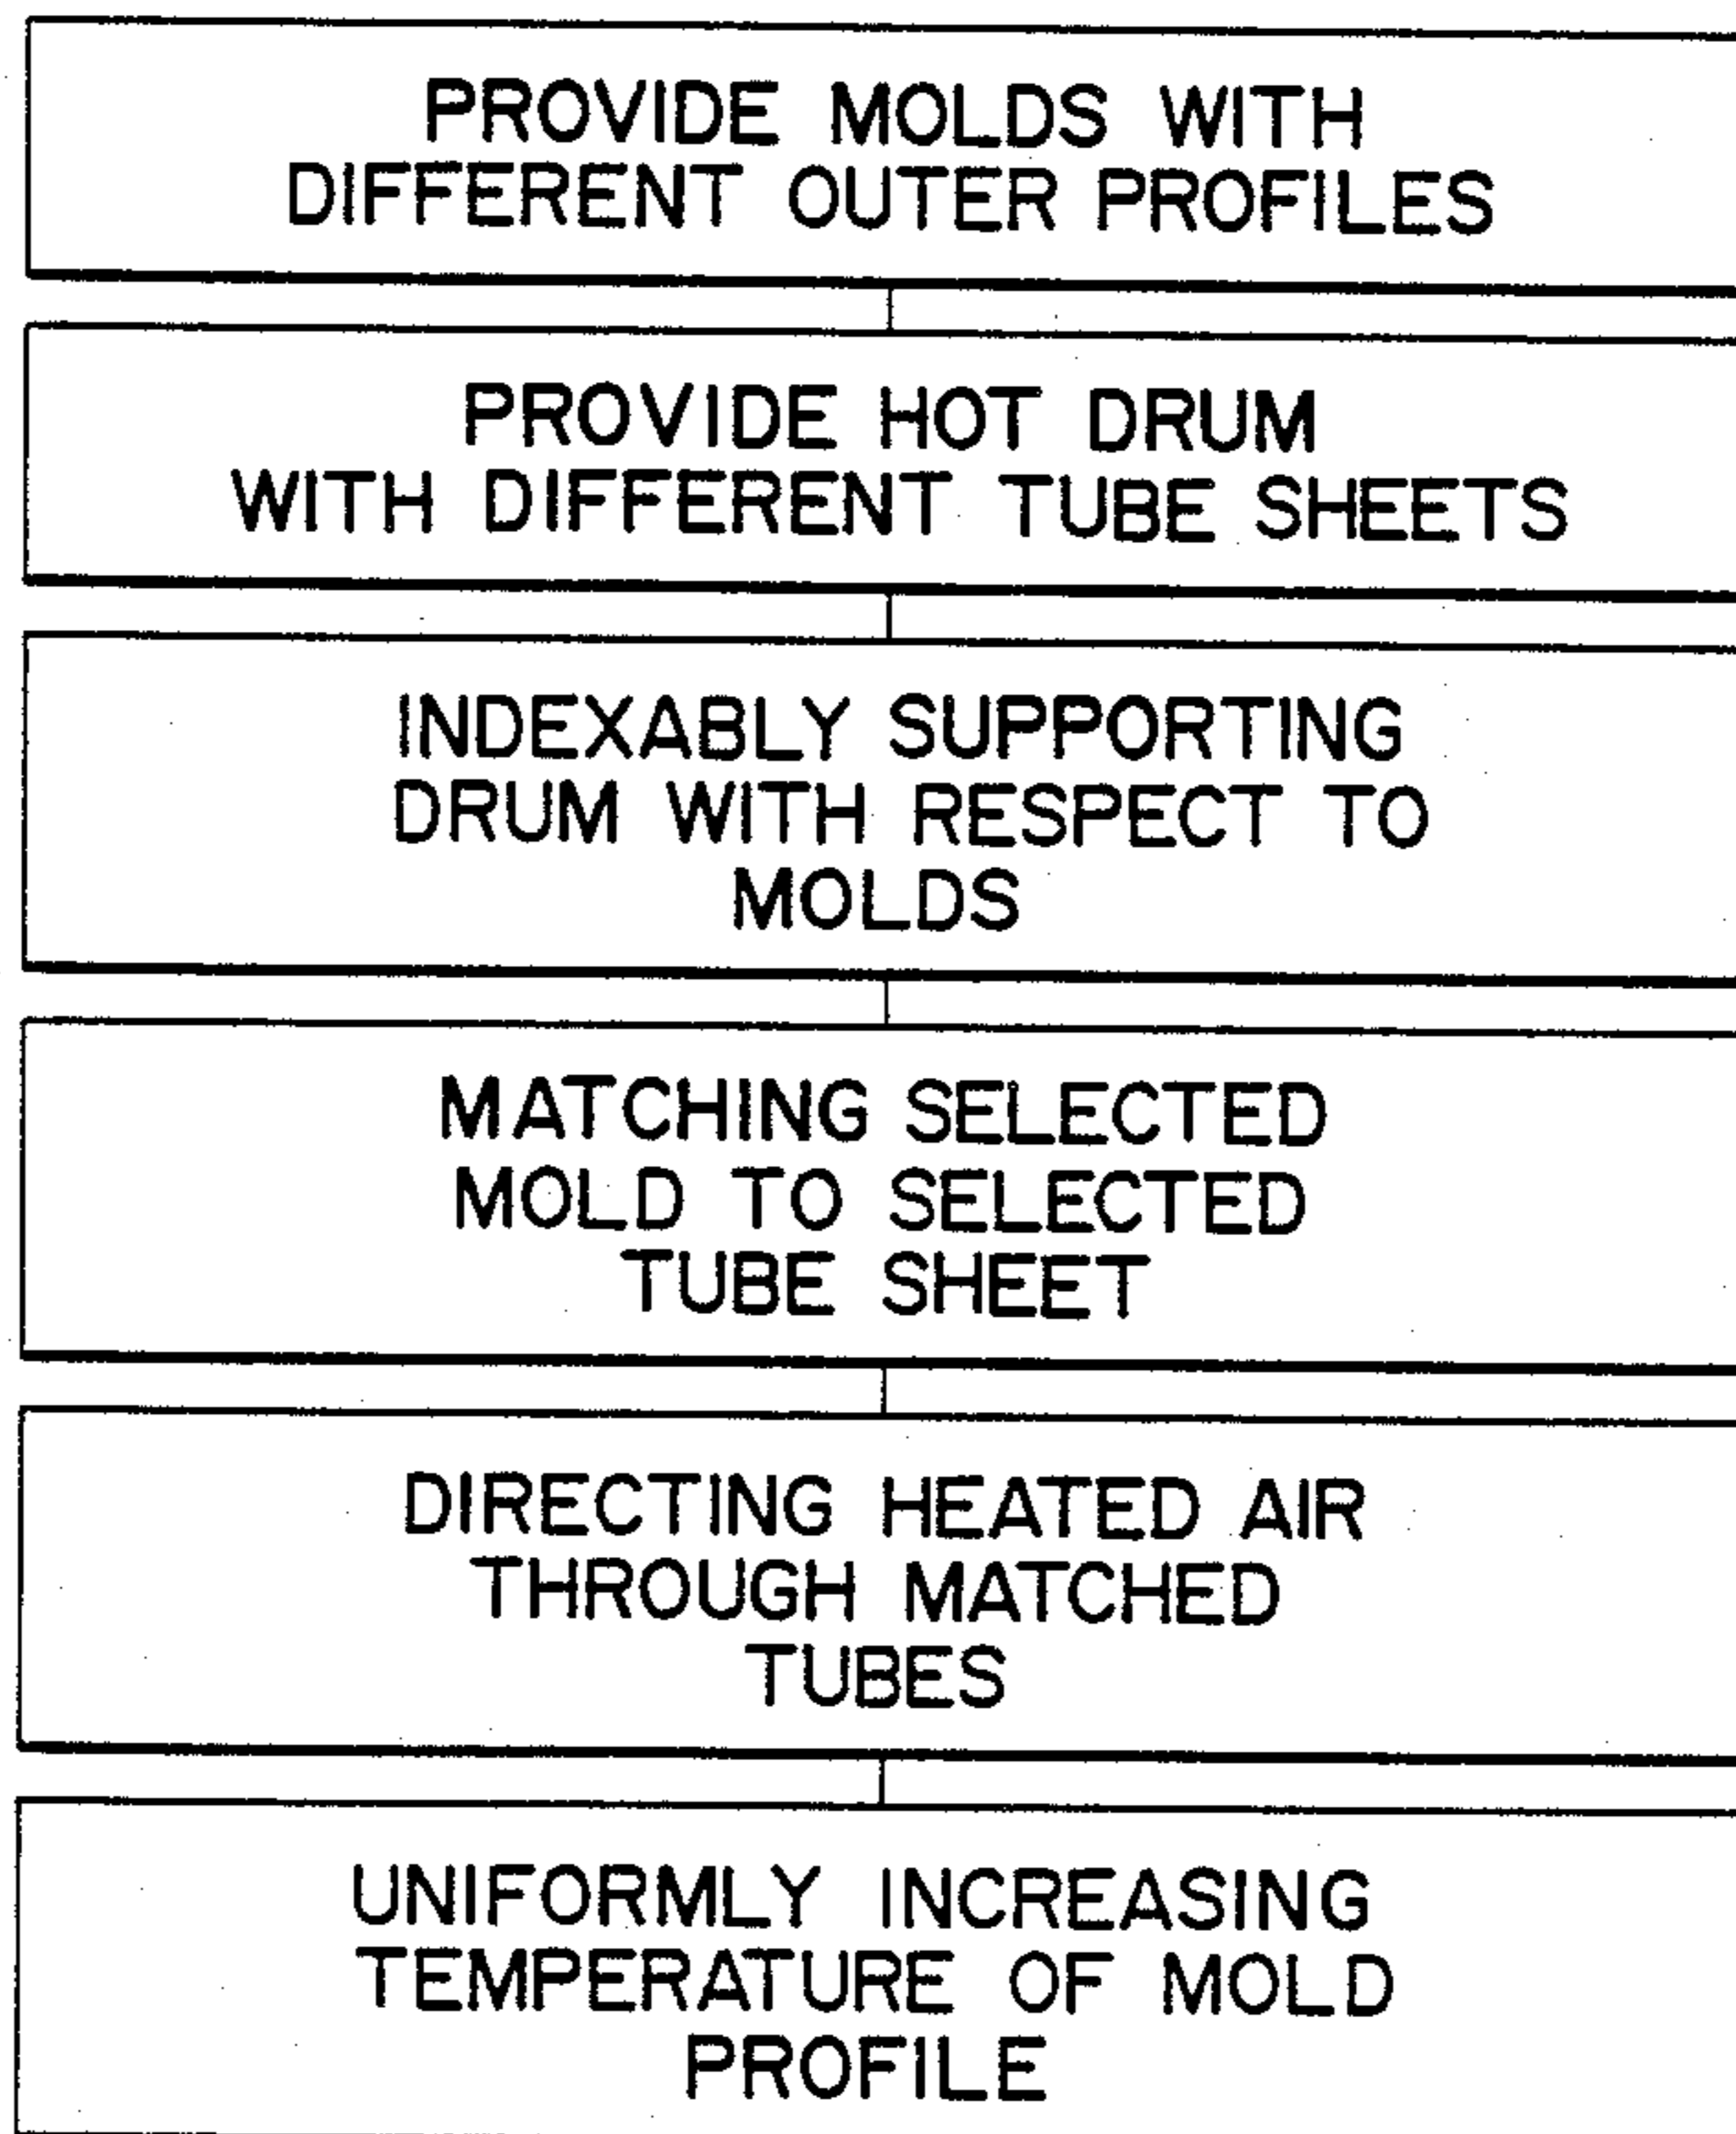 PROVIDE MOLDS WITH
DIFFERENT OUTER PROFILES
PROVIDE HOT DRUM
WITH DIFFERENT TUBE SHEETS
INDEXABLY SUPPORTING
DRUM WITH RESPECT TO
MOLDS
MATCHING SELECTED
MOLD TO SELECTED
TUBE SHEET
DIRECTING HEATED AIR
THROUGH MATCHED
TUBES
UNIFORMLY INCREASING
TEMPERATURE OF MOLD
PROFILE